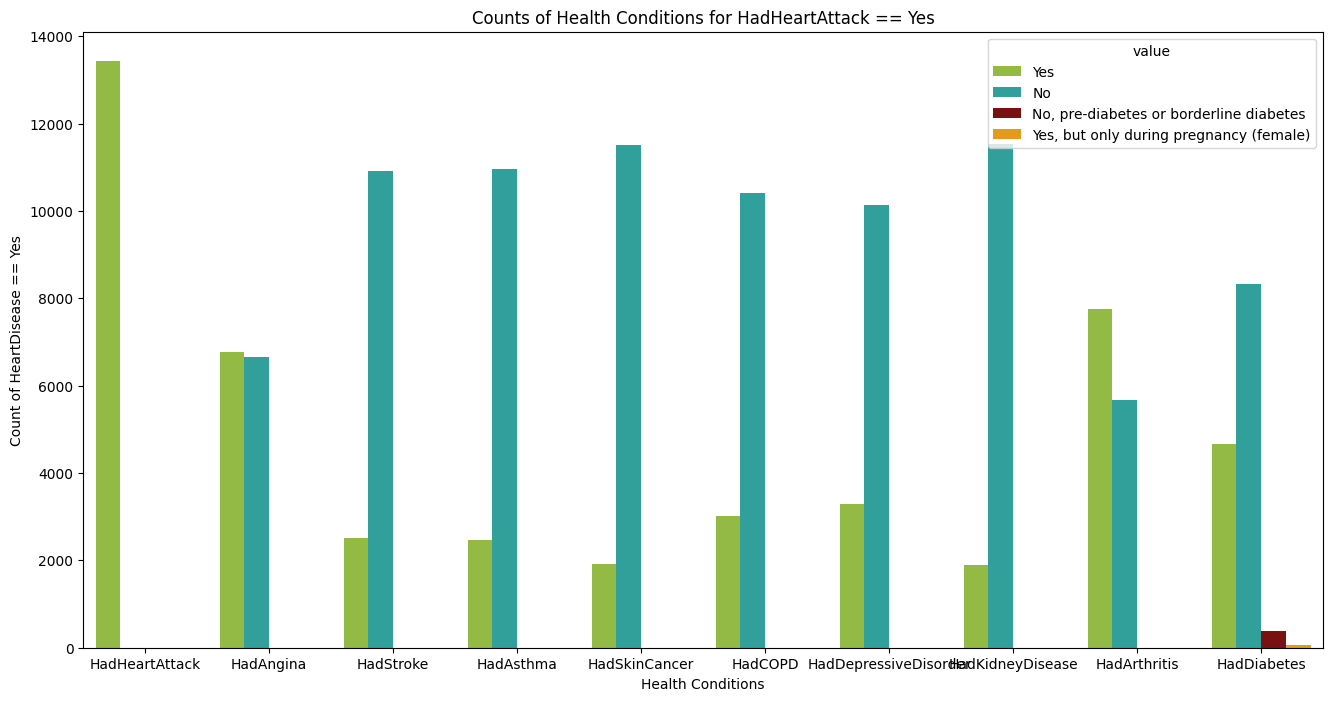 Counts of Health Conditions for HadHeartAttack == Yes
14000
12000
10000
8000
6000
4000
2000
0
Count of HeartDisease == Yes
value
Yes
No
No, pre-diabetes or borderline diabetes
Yes, but only during pregnancy (female)
HadHeartAttack
HadAngina
HadStroke
HadAsthma
HadSkinCancer
HadCOPD
HadDepressiveDisorder
HadKidneyDisease
HadArthritis
HadDiabetes
Health Conditions